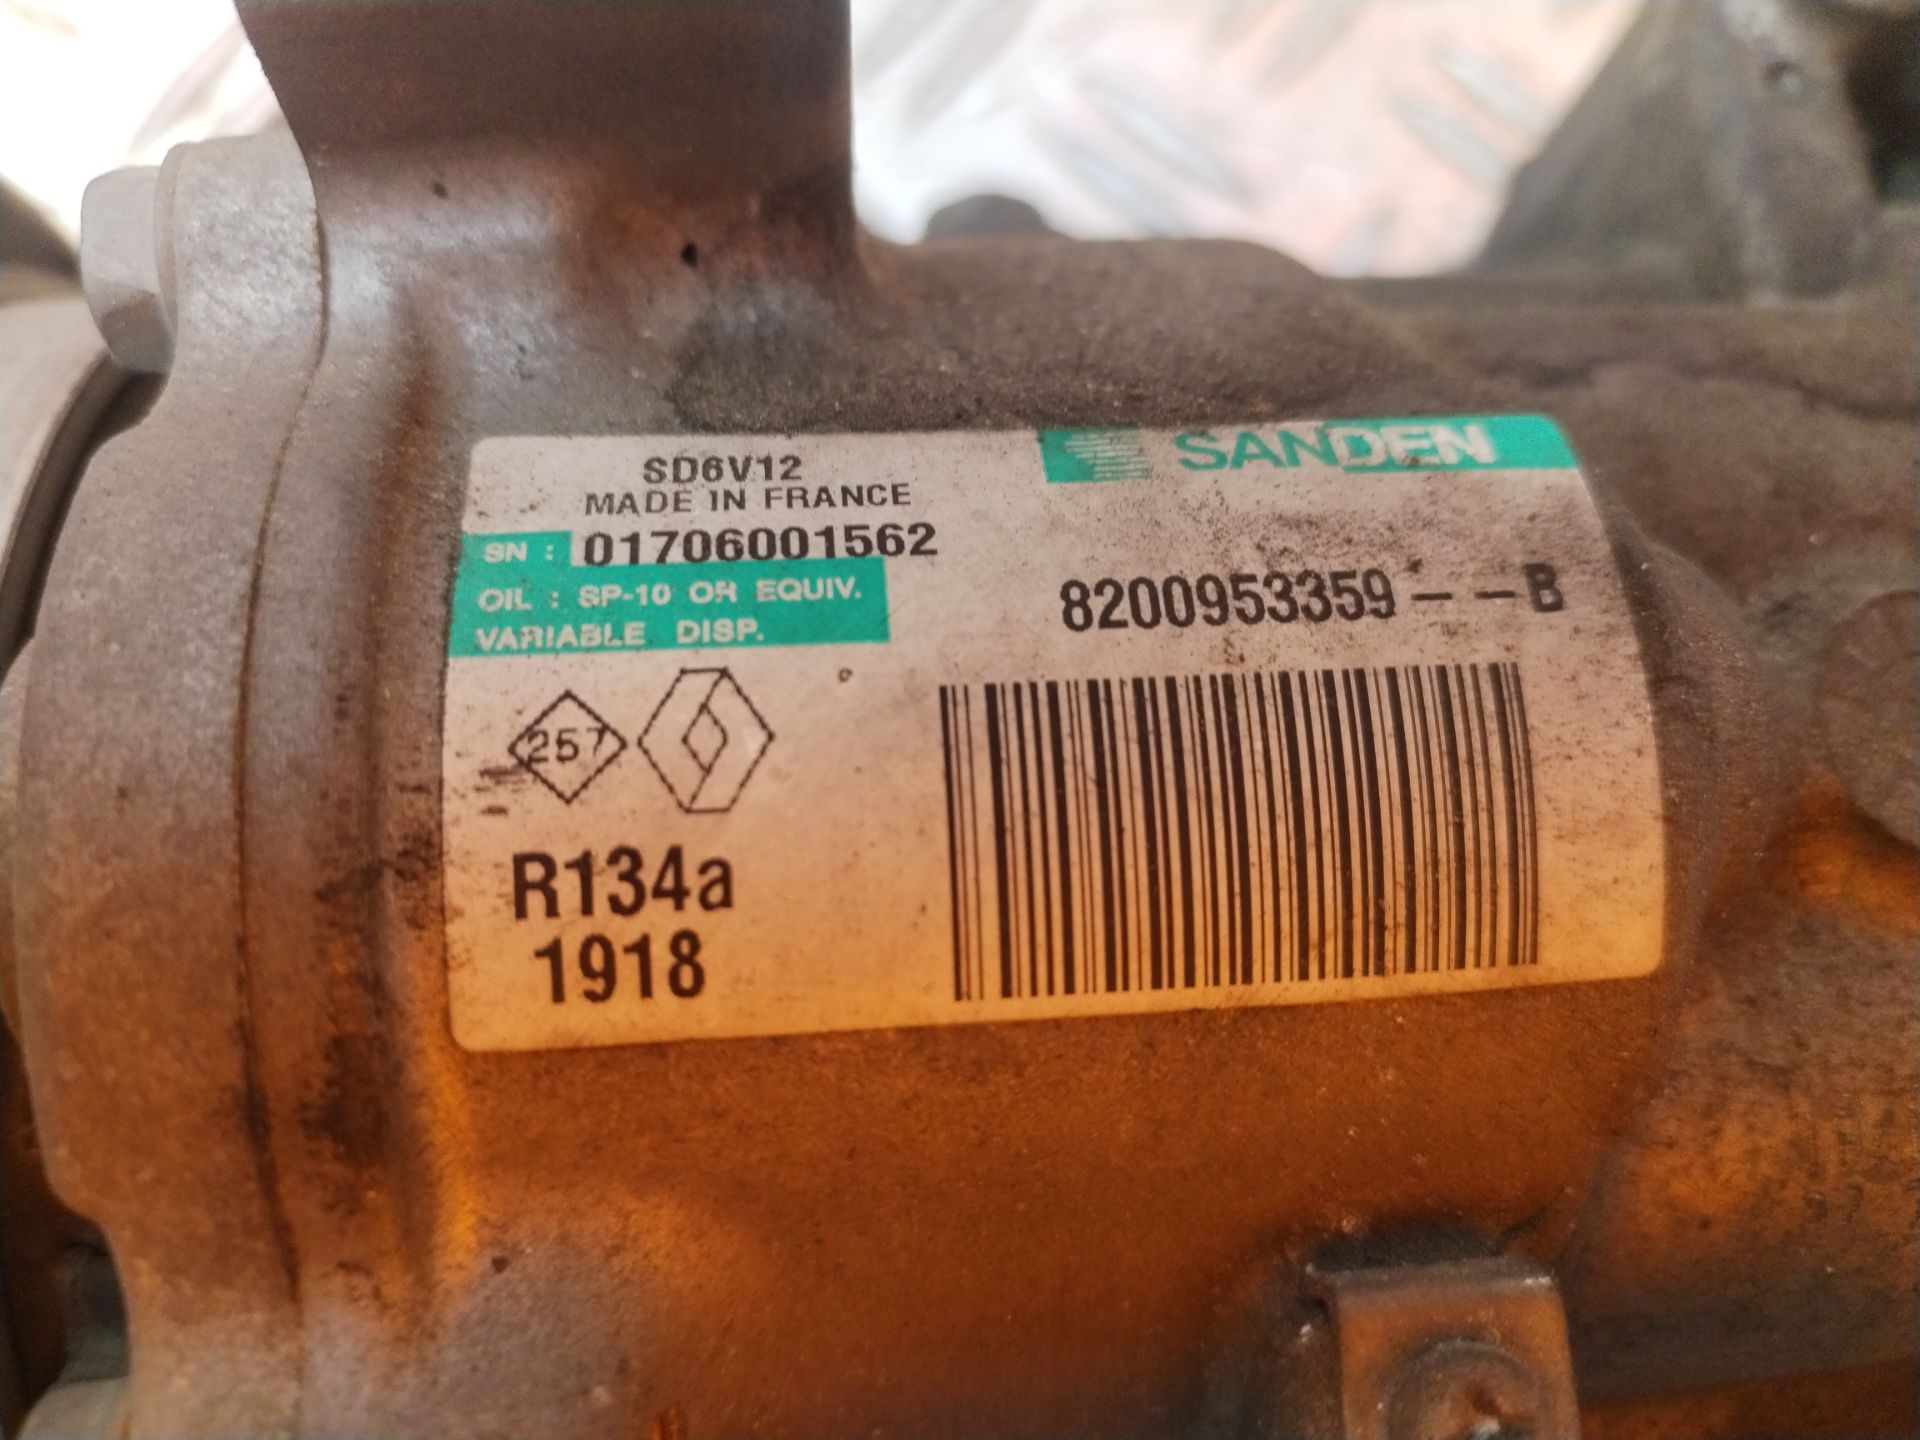 SD6V12
MADE IN FRANCE
SANDEN
SN : 01706001562
OIL : SP-10 OR EQUIV.
VARIABLE DISP.
8200953359--B
257
R134a
1918